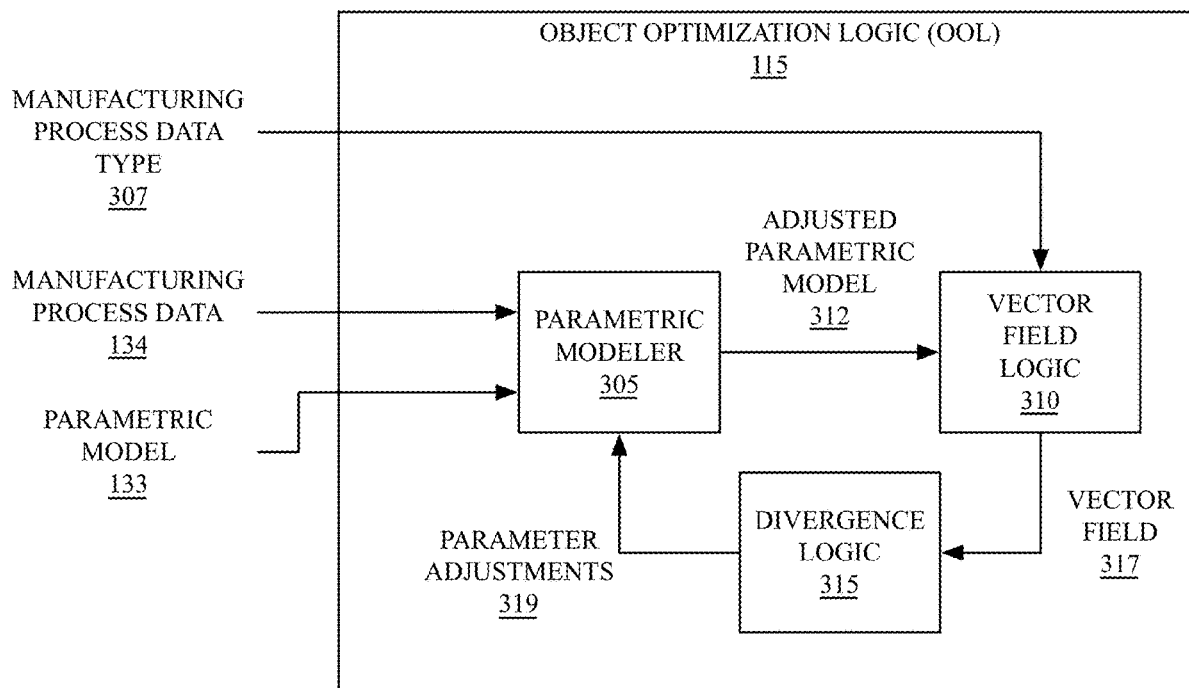 OBJECT OPTIMIZATION LOGIC (OOL)
115
MANUFACTURING
PROCESS DATA
TYPE
307
MANUFACTURING
PROCESS DATA
134
PARAMETRIC
MODEL
133
PARAMETRIC
MODELER
305
ADJUSTED
PARAMETRIC
MODEL
312
VECTOR
FIELD
LOGIC
310
VECTOR
FIELD
317
DIVERGENCE
LOGIC
315
PARAMETER
ADJUSTMENTS
319